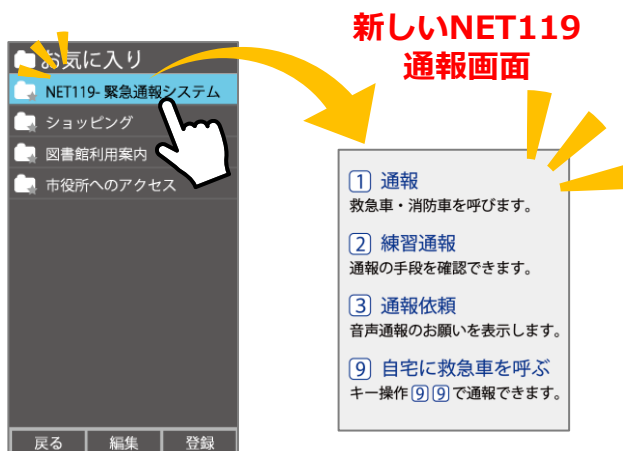 新しいNET119
通報画面
お気に入り
NET119- 緊急通報システム
ショッピング
図書館利用案内
市役所へのアクセス
戻る 編集 登録
1 通報
救急車・消防車を呼びます。
2 練習通報
通報の手段を確認できます。
3 通報依頼
音声通報のお願いを表示します。
9 自宅に救急車を呼ぶ
キー操作99で通報できます。